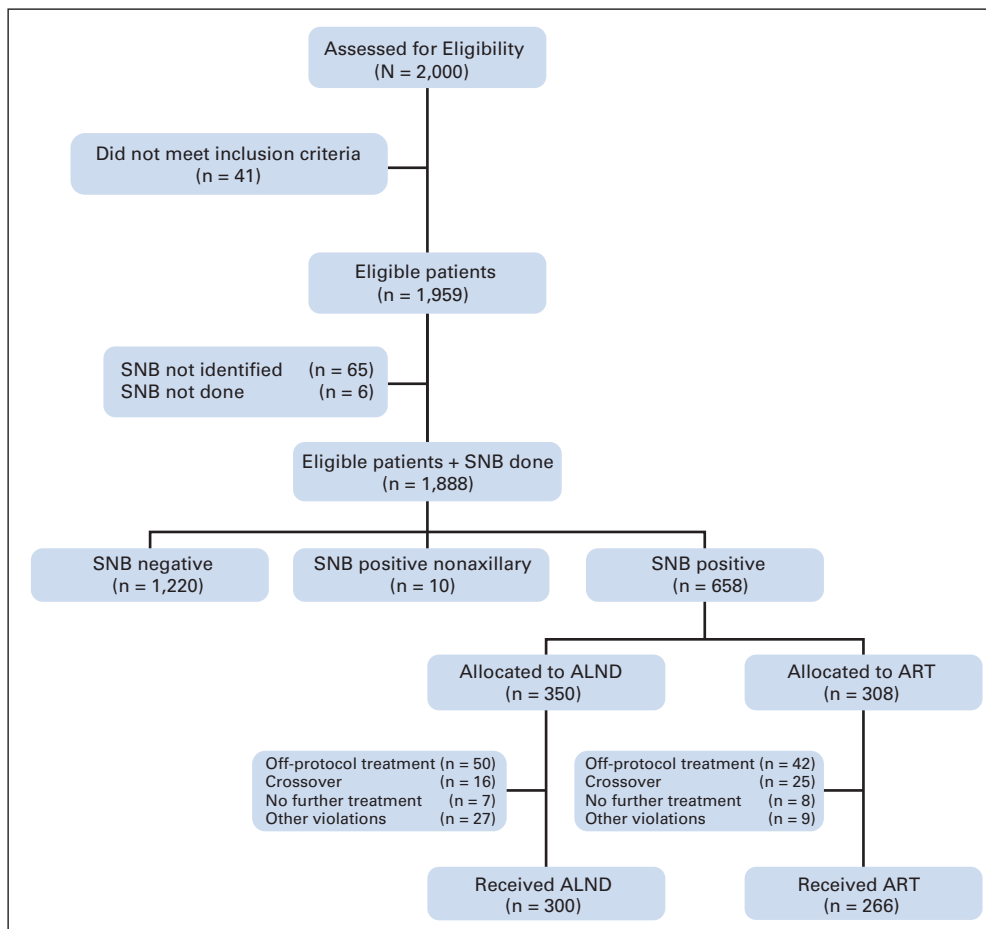 Assessed for Eligibility
(N = 2,000)
Did not meet inclusion criteria
(n = 41)
Eligible patients
(n = 1,959)
SNB not identified (n = 65)
SNB not done (n = 6)
Eligible patients + SNB done
(n = 1,888)
SNB negative
(n = 1,220)
SNB positive nonaxillary
(n = 10)
SNB positive
(n = 658)
Allocated to ALND
(n = 350)
Allocated to ART
(n = 308)
Off-protocol treatment (n = 50)
Crossover (n = 16)
No further treatment (n = 7)
Other violations (n = 27)
Off-protocol treatment (n = 42)
Crossover (n = 25)
No further treatment (n = 8)
Other violations (n = 9)
Received ALND
(n = 300)
Received ART
(n = 266)